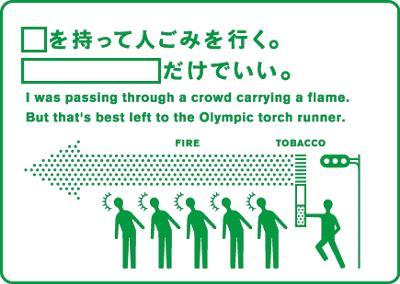 を持って人ごみを行く。
だけでいい。
I was passing through a crowd carrying a flame.
But that's best left to the Olympic torch runner.
FIRE TOBACCO